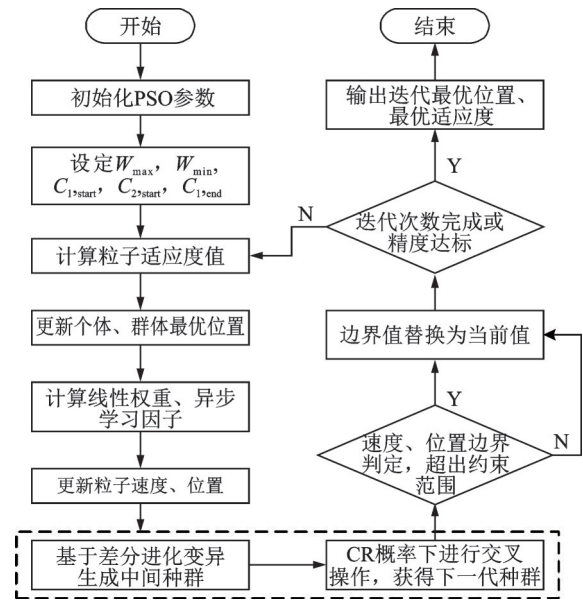 开始
初始化PSO参数
设定Wmax，Wmin，
C1,start，C2,start，C1,end
计算粒子适应度值
更新个体、群体最优位置
计算线性权重、异步
学习因子
更新粒子速度、位置
基于差分进化变异
生成中间种群
CR概率下进行交叉
操作，获得下一代种群
速度、位置边界
判定，超出约束
范围
Y
N
边界值替换为当前值
迭代次数完成或
精度达标
N
Y
输出迭代最优位置、
最优适应度
结束